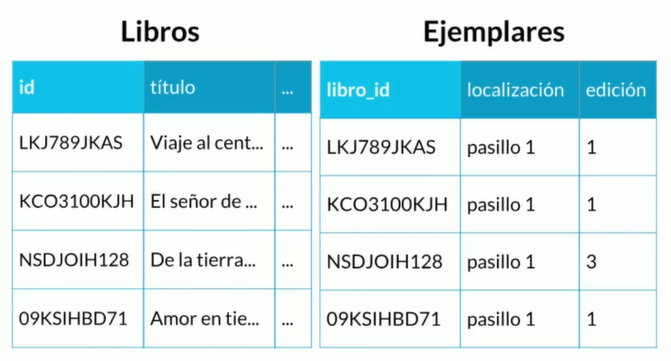 Libros
id título ...
LKJ789JKAS Viaje al cent... ...
KCO3100KJH El señor de ... ...
NSDJOIH128 De la tierra... ...
09KSIHBD71 Amor en tie... ...
Ejemplares
libro_id localización edición
LKJ789JKAS pasillo 1 1
KCO3100KJH pasillo 1 1
NSDJOIH128 pasillo 1 3
09KSIHBD71 pasillo 1 1